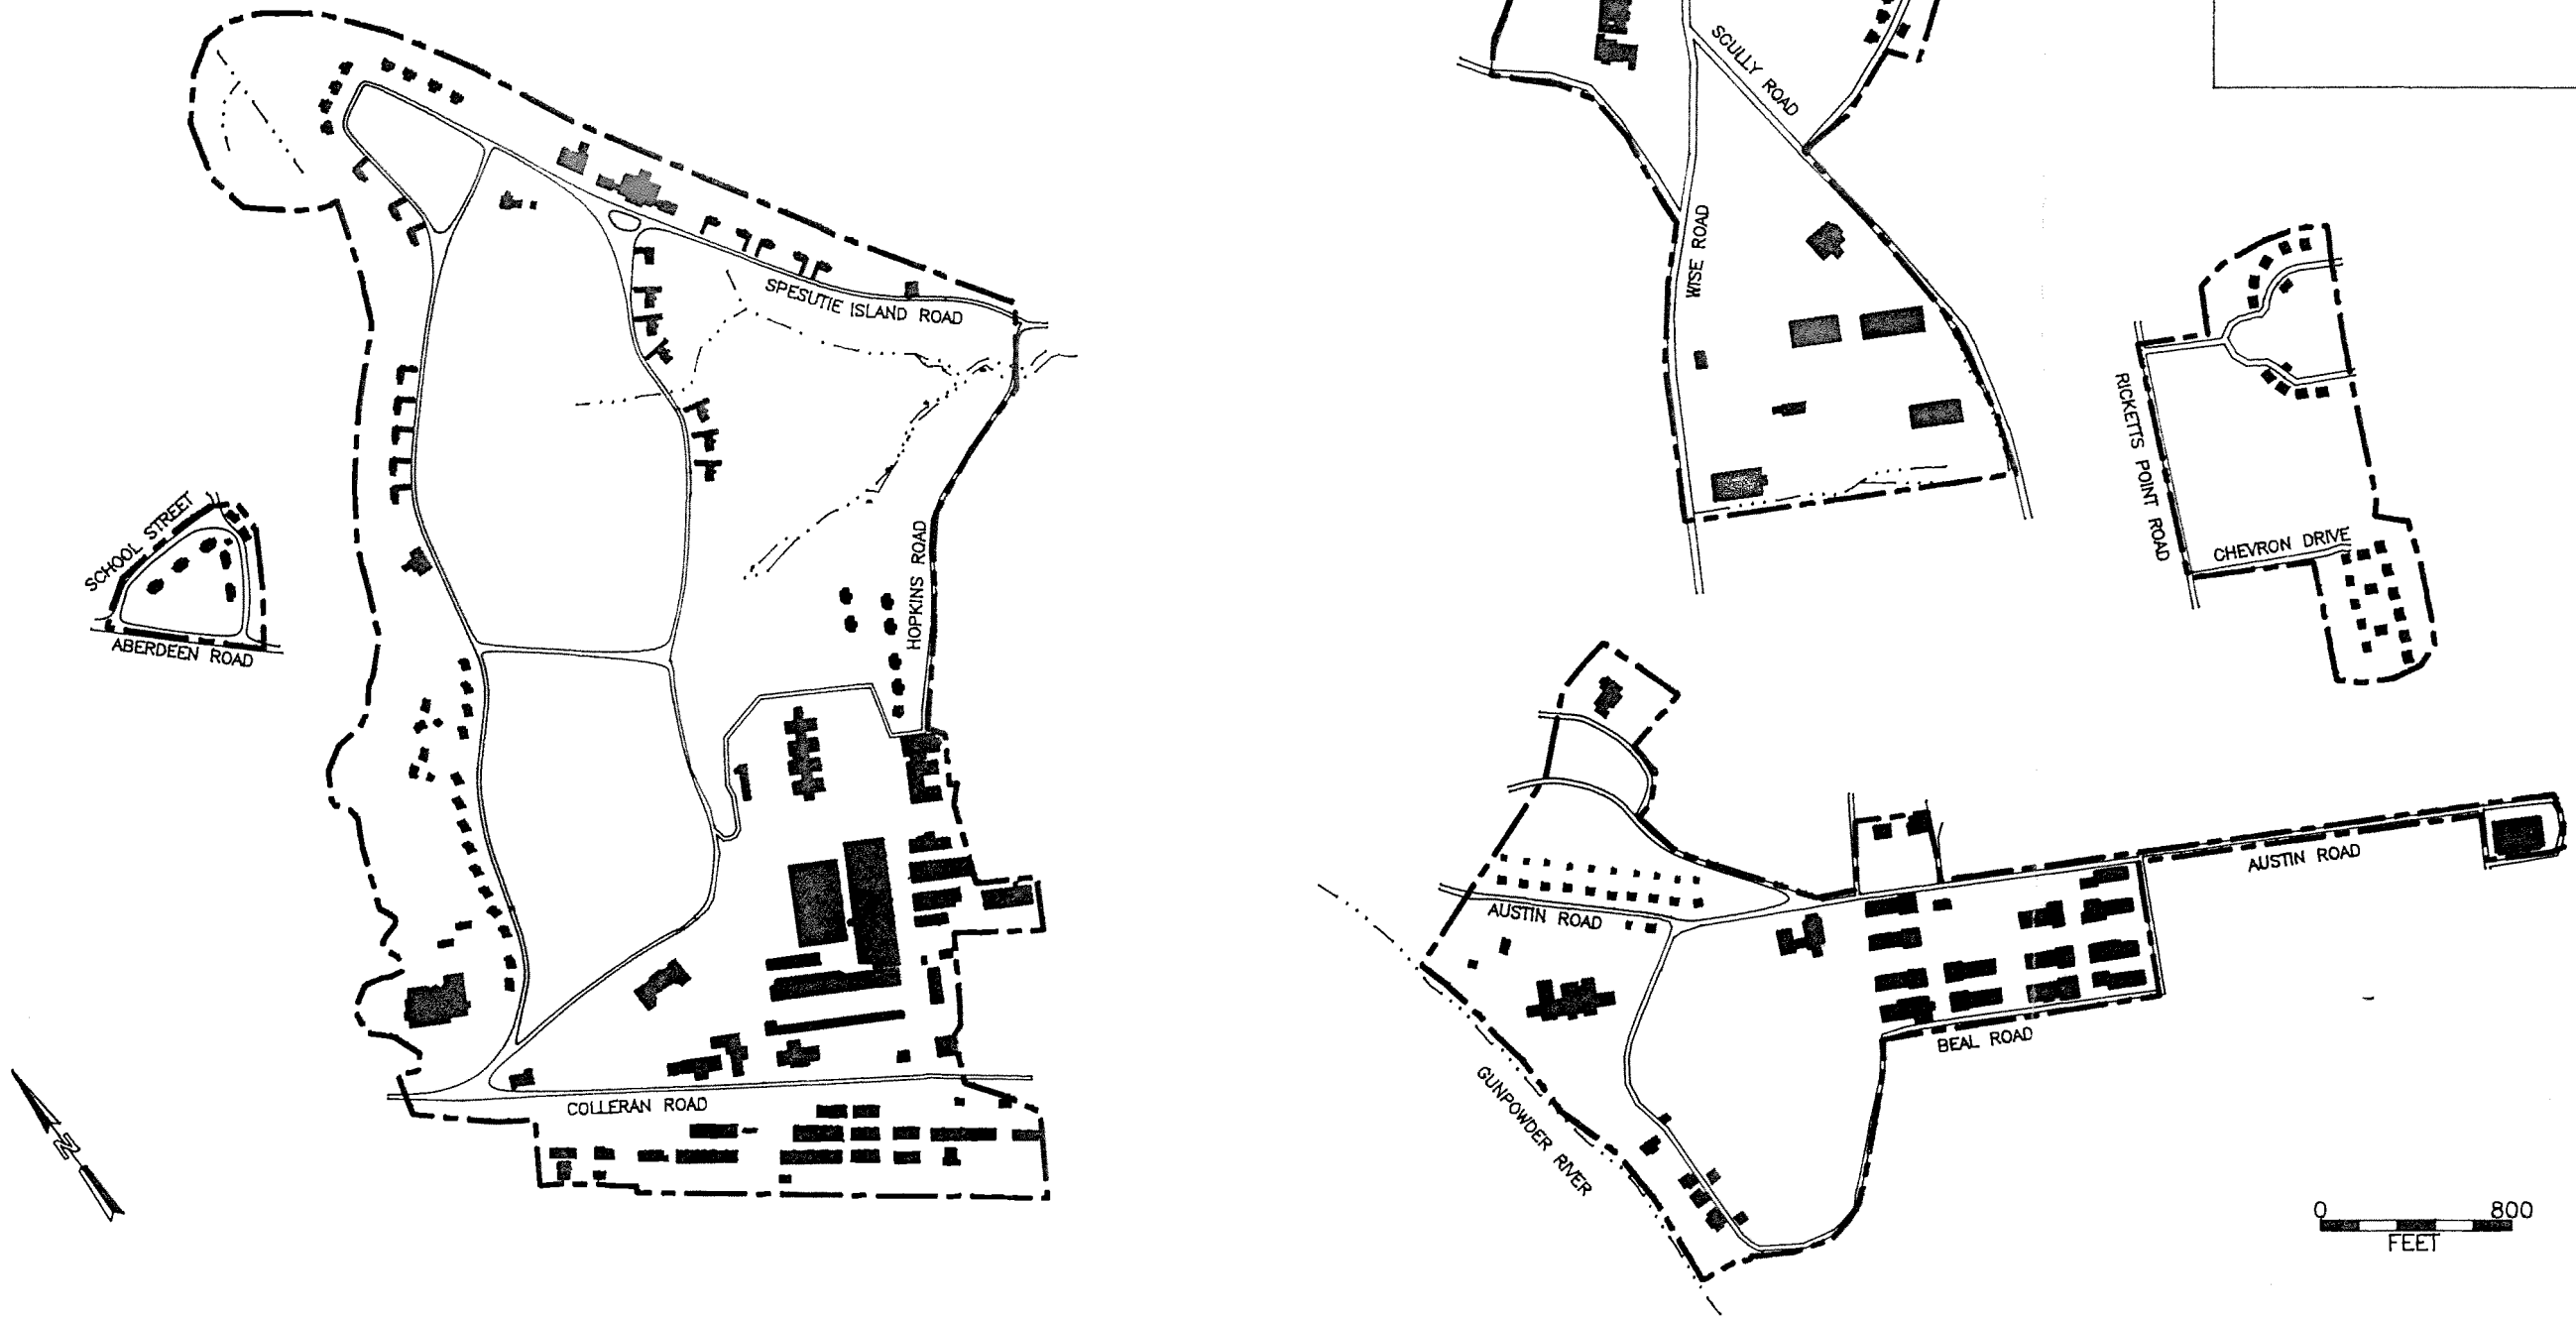 SCULLY ROAD
WISE ROAD
SPESUTIE ISLAND ROAD
RICKETTS POINT ROAD
SCHOOL STREET
HOPKINS ROAD
CHEVRON DRIVE
ABERDEEN ROAD
AUSTIN ROAD
AUSTIN ROAD
BEAL ROAD
COLLERAN ROAD
GUNPOWDER RIVER
N
0 800
FEET